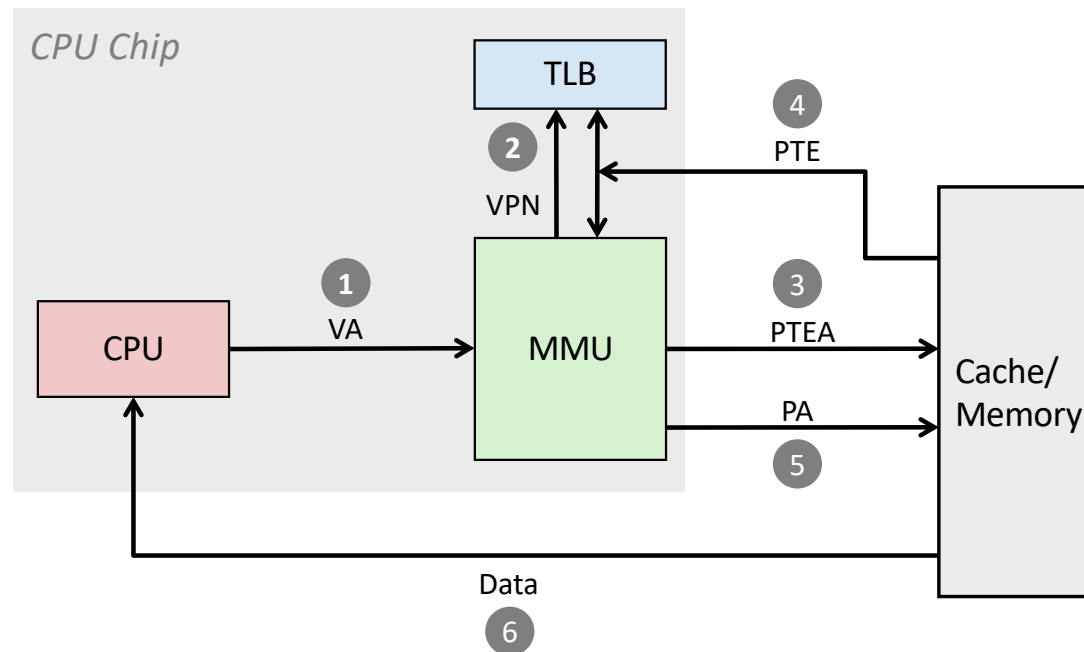 CPU Chip
TLB
4
PTE
2
VPN
1
VA
3
PTEA
CPU
MMU
Cache/
Memory
PA
5
Data
6